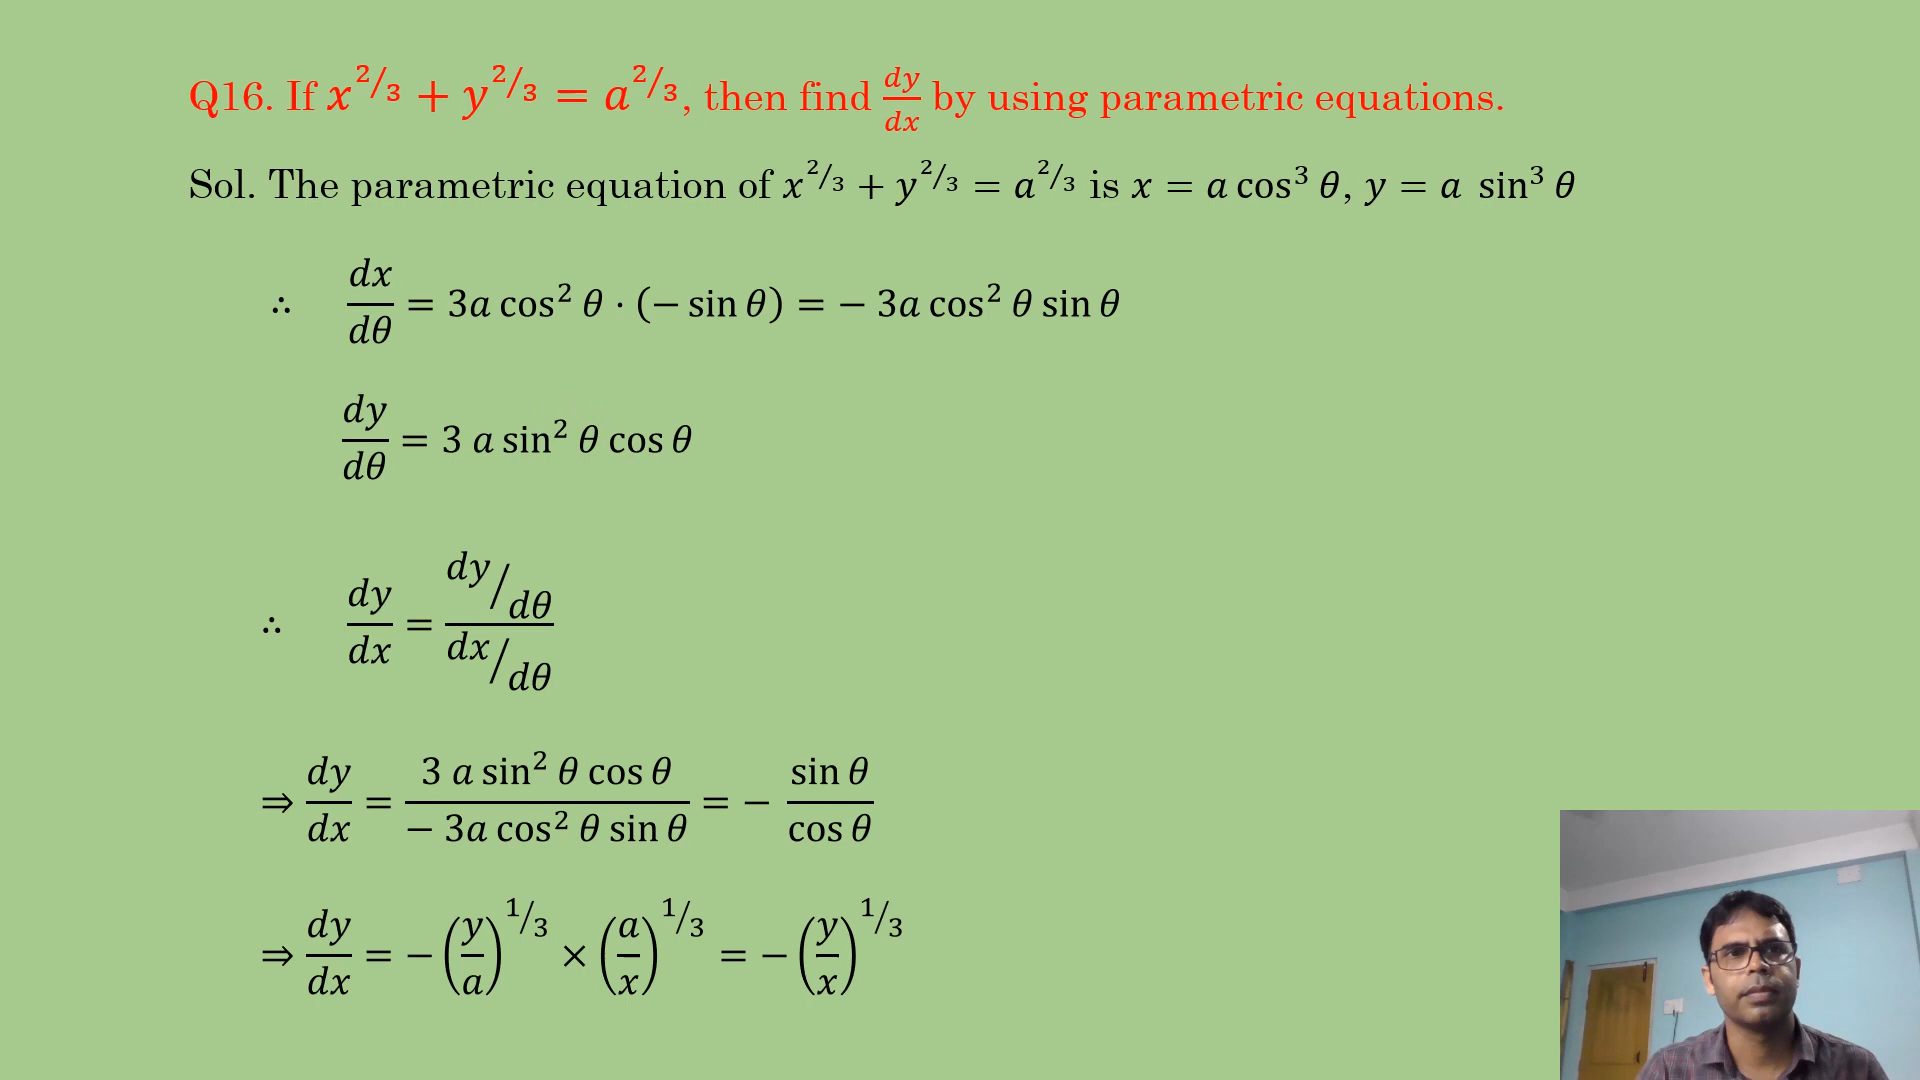 Q16. If x^{2/3} + y^{2/3} = a^{2/3}, then find dy/dx by using parametric equations.
Sol. The parametric equation of x^{2/3} + y^{2/3} = a^{2/3} is x = a cos³ θ, y = a sin³ θ
∴ dx/dθ = 3a cos² θ · (− sin θ) = − 3a cos² θ sin θ
dy/dθ = 3 a sin² θ cos θ
∴ dy/dx = (dy/dθ)/(dx/dθ)
⇒ dy/dx = (3 a sin² θ cos θ)/(− 3a cos² θ sin θ) = − (sin θ)/(cos θ)
⇒ dy/dx = −(y/a)^{1/3} × (a/x)^{1/3} = −(y/x)^{1/3}